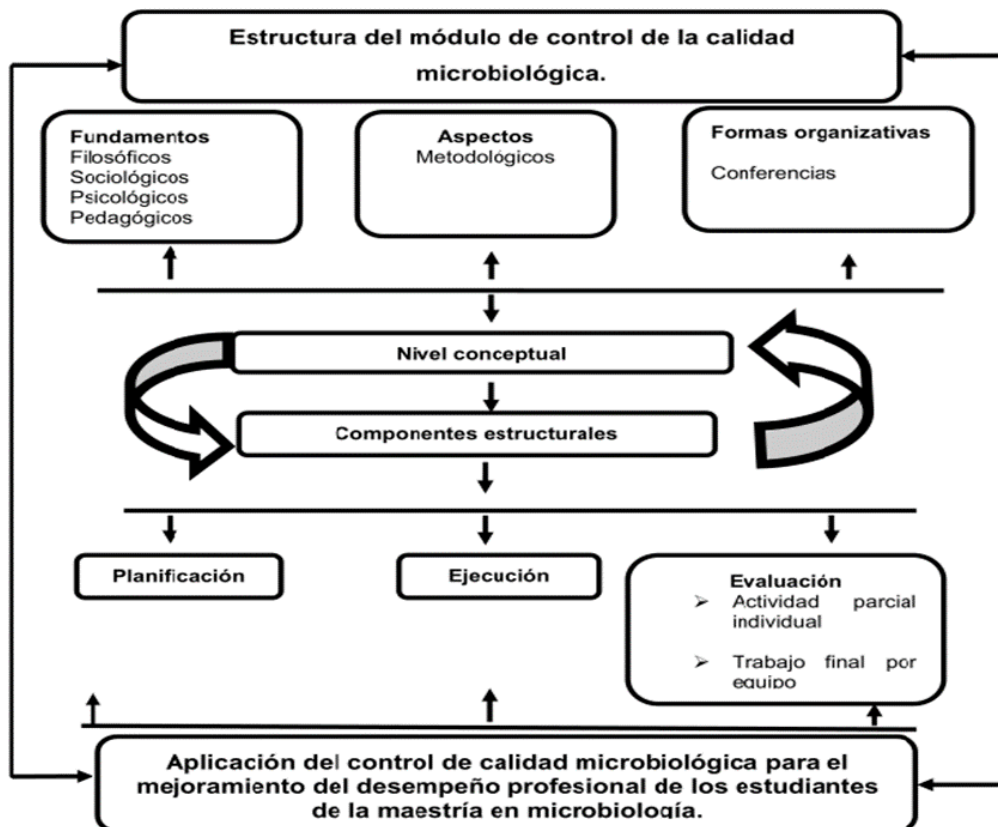 Estructura del módulo de control de la calidad
microbiológica.
Fundamentos
Filosóficos
Sociológicos
Psicológicos
Pedagógicos
Aspectos
Metodológicos
Formas organizativas
Conferencias
Nivel conceptual
Componentes estructurales
Planificación
Ejecución
Evaluación
➢ Actividad parcial
individual
➢ Trabajo final por
equipo
Aplicación del control de calidad microbiológica para el
mejoramiento del desempeño profesional de los estudiantes
de la maestría en microbiología.